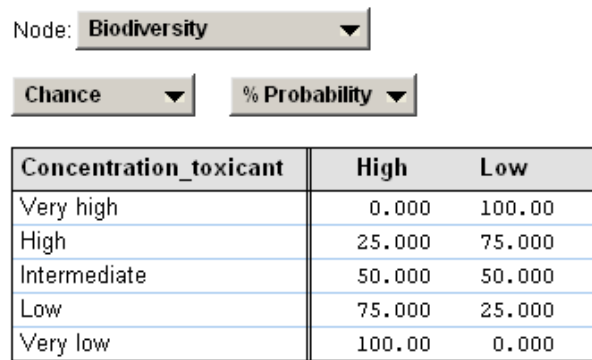 Node: Biodiversity
Chance % Probability
Concentration_toxicant High Low
Very high 0.000 100.00
High 25.000 75.000
Intermediate 50.000 50.000
Low 75.000 25.000
Very low 100.00 0.000